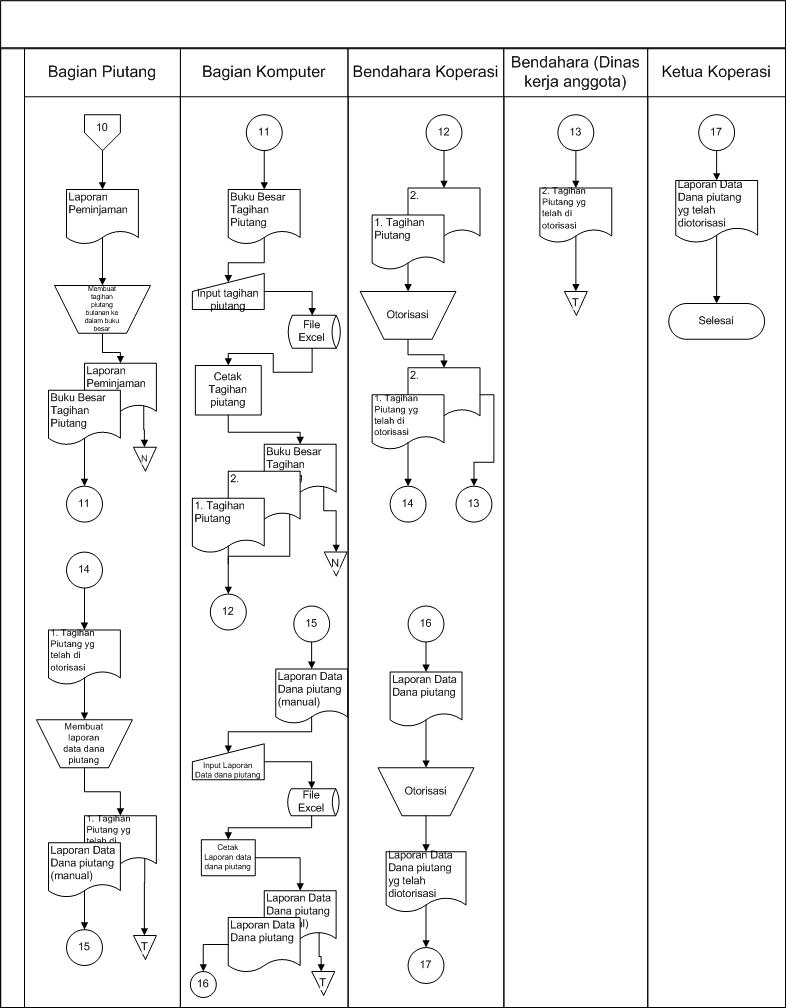 Bagian Piutang
Bagian Komputer
Bendahara Koperasi
Bendahara (Dinas
kerja anggota)
Ketua Koperasi
10
Laporan
Peminjaman
Membuat
tagihan
piutang
bulanan ke
dalam buku
besar
Laporan
Peminjaman
Buku Besar
Tagihan
Piutang
N
11
14
1. Tagihan
Piutang yg
telah di
otorisasi
Membuat
laporan
data dana
piutang
1. Tagihan
Piutang yg
telah di
Laporan Data
Dana piutang
(manual)
15
T
11
Buku Besar
Tagihan
Piutang
Input tagihan
piutang
File
Excel
Cetak
Tagihan
piutang
Buku Besar
Tagihan
2.
1. Tagihan
Piutang
N
12
15
Laporan Data
Dana piutang
(manual)
Input Laporan
Data dana piutang
File
Excel
Cetak
Laporan data
dana piutang
Laporan Data
Dana piutang
Laporan Data
Dana piutang
16
T
12
2.
1. Tagihan
Piutang
Otorisasi
2.
1. Tagihan
Piutang yg
telah di
otorisasi
14
13
16
Laporan Data
Dana piutang
Otorisasi
Laporan Data
Dana piutang
yg telah
diotorisasi
17
13
2. Tagihan
Piutang yg
telah di
otorisasi
T
17
Laporan Data
Dana piutang
yg telah
diotorisasi
Selesai